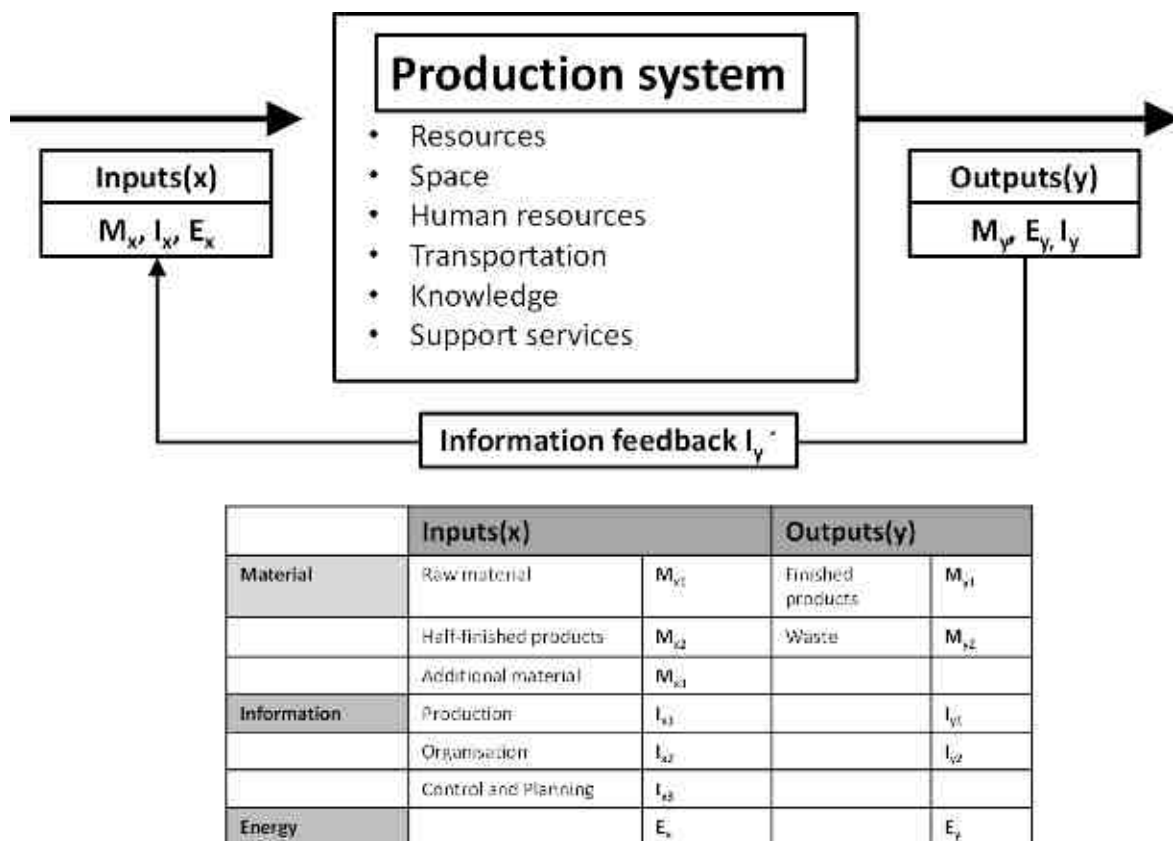 Production system
• Resources
• Space
• Human resources
• Transportation
• Knowledge
• Support services
Inputs(x)
Mx, Ix, Ex
Outputs(y)
My, Ey, Iy
Information feedback Iy ´
Inputs(x) Outputs(y)
Material Raw material Mx1 Finished products My1
Half-finished products Mx2 Waste My2
Additional material Mx3
Information Production Ix1 Iy1
Organisation Ix2 Iy2
Control and Planning Ix3
Energy Ex Ey